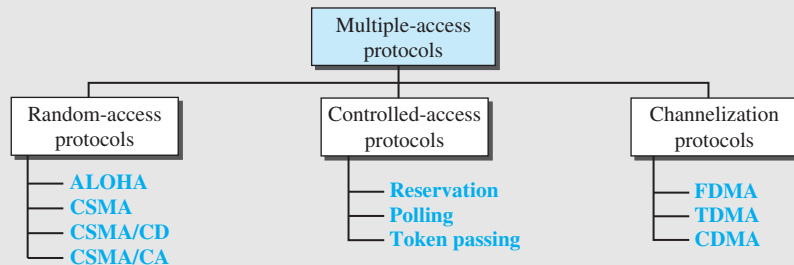 Multiple-access
protocols
Random-access
protocols
Controlled-access
protocols
Channelization
protocols
ALOHA
CSMA
CSMA/CD
CSMA/CA
Reservation
Polling
Token passing
FDMA
TDMA
CDMA